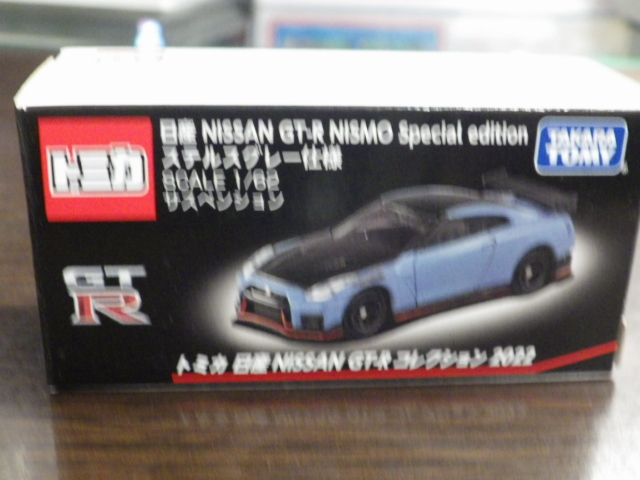 トミカ
日産 NISSAN GT-R NISMO Special edition
ステルスグレー仕様
SCALE 1/62
サスペンション
TAKARA
TOMY
GT
R
トミカ 日産 NISSAN GT-R コレクション 2022